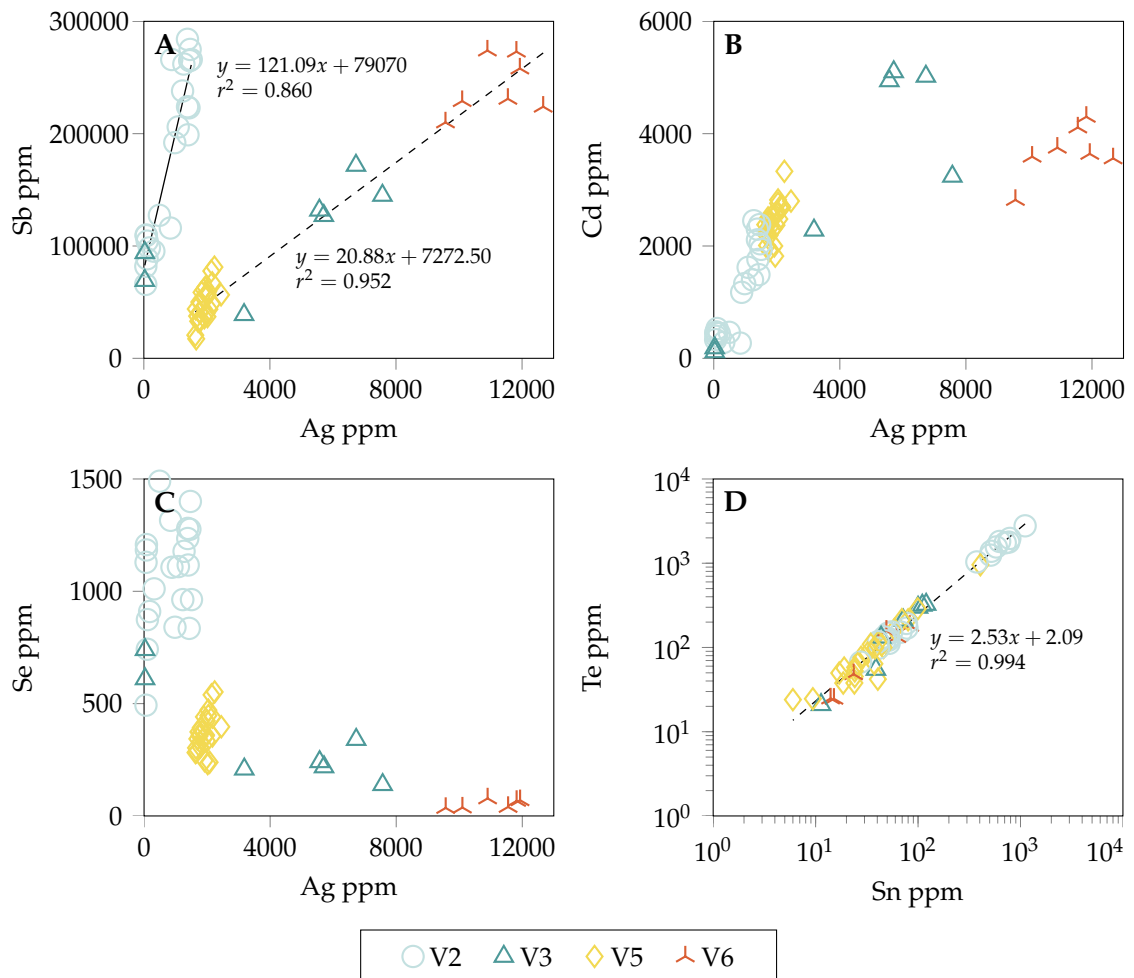 A
300000
200000
100000
0
Sb ppm
y = 121.09x + 79070
r² = 0.860
y = 20.88x + 7272.50
r² = 0.952
0
4000
8000
12000
Ag ppm
B
6000
4000
2000
0
Cd ppm
0
4000
8000
12000
Ag ppm
C
1500
1000
500
0
Se ppm
0
4000
8000
12000
Ag ppm
D
10⁴
10³
10²
10¹
10⁰
Te ppm
y = 2.53x + 2.09
r² = 0.994
10⁰
10¹
10²
10³
10⁴
Sn ppm
V2 V3 V5 V6